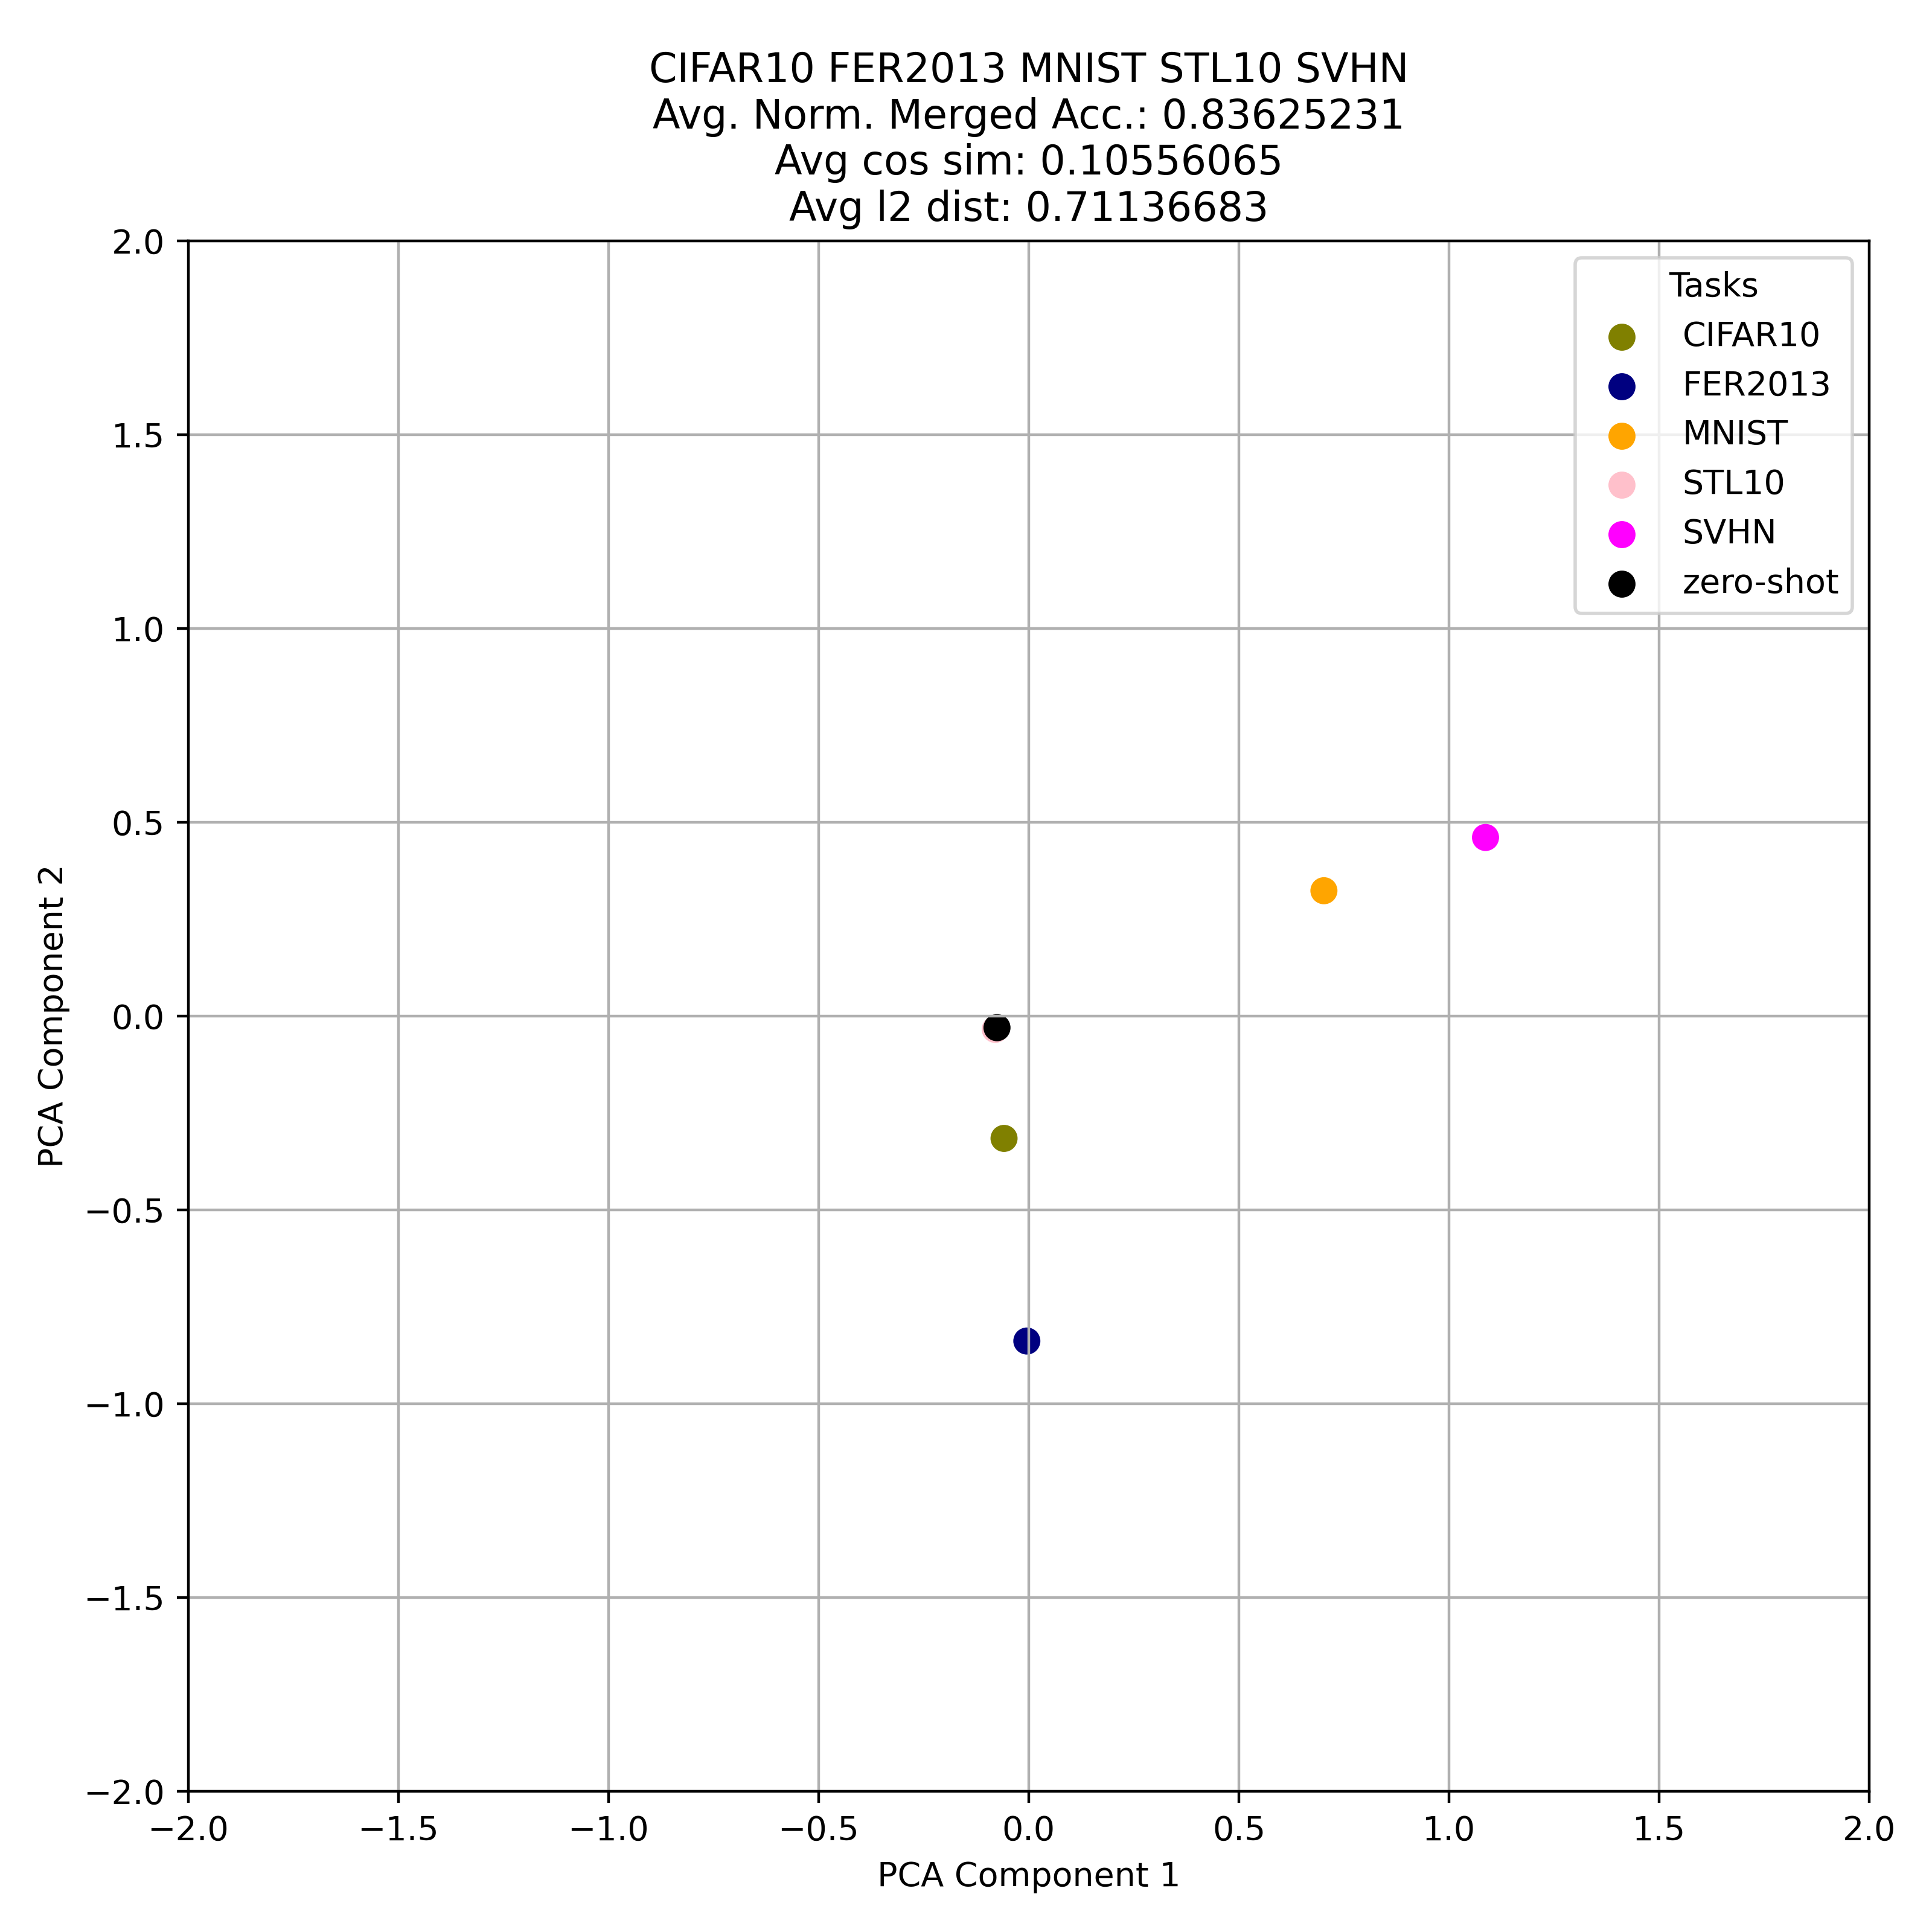 CIFAR10 FER2013 MNIST STL10 SVHN
Avg. Norm. Merged Acc.: 0.83625231
Avg cos sim: 0.10556065
Avg l2 dist: 0.71136683
Tasks
CIFAR10
FER2013
MNIST
STL10
SVHN
zero-shot
2.0
1.5
1.0
0.5
0.0
−0.5
−1.0
−1.5
−2.0
PCA Component 2
−2.0 −1.5 −1.0 −0.5 0.0 0.5 1.0 1.5 2.0
PCA Component 1